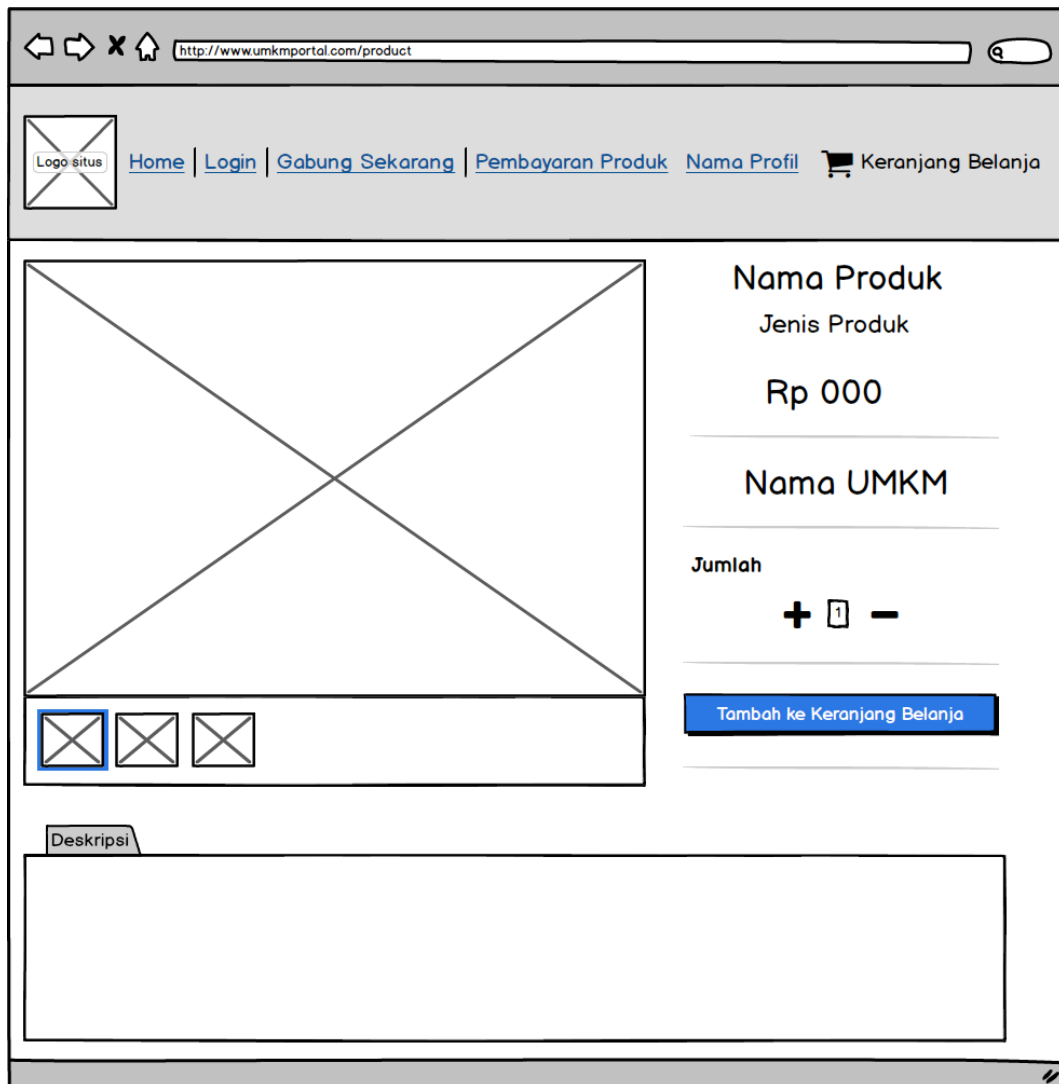 http://www.umkmportal.com/product
Logo situs
Home | Login | Gabung Sekarang | Pembayaran Produk Nama Profil Keranjang Belanja
Nama Produk
Jenis Produk
Rp 000
Nama UMKM
Jumlah
+ 1 -
Tambah ke Keranjang Belanja
Deskripsi